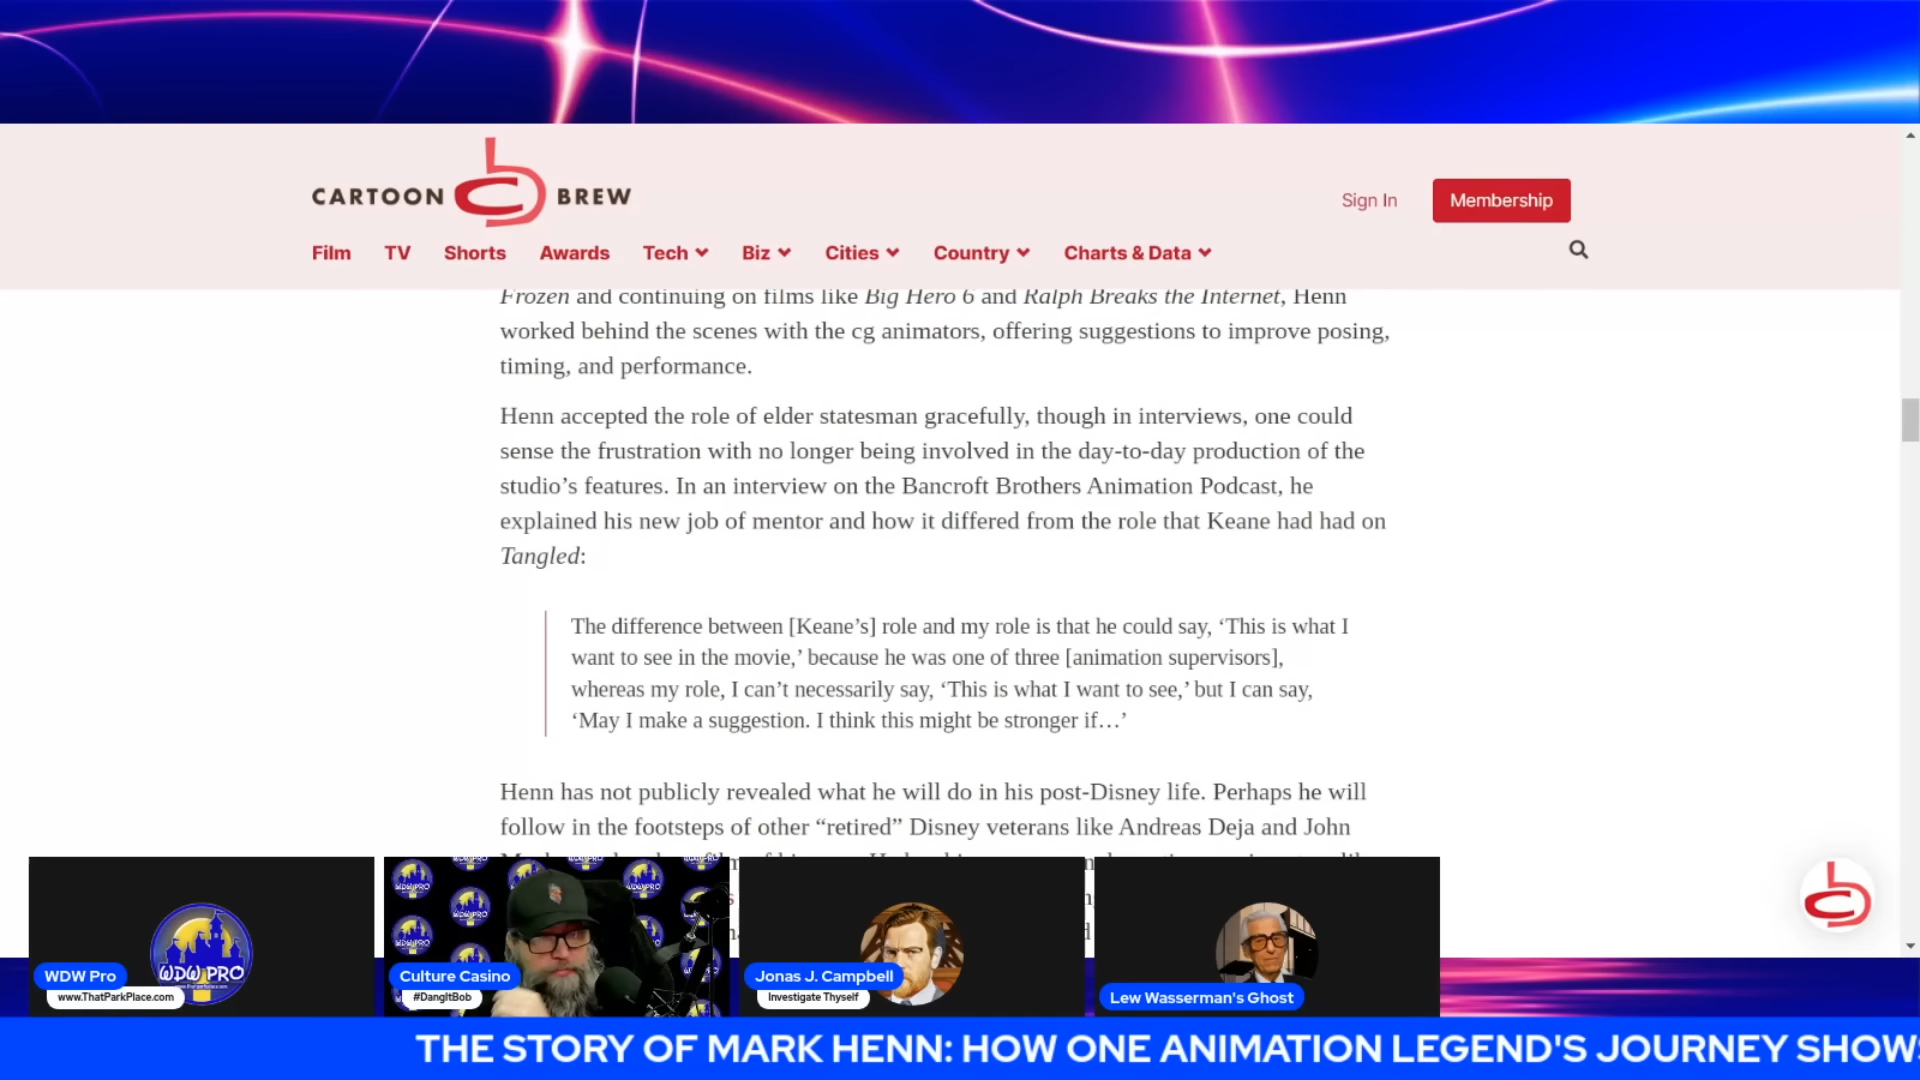 CARTOON BREW
Sign In
Membership
Film TV Shorts Awards Tech Biz Cities Country Charts & Data
Frozen and continuing on films like Big Hero 6 and Ralph Breaks the Internet, Henn
worked behind the scenes with the cg animators, offering suggestions to improve posing,
timing, and performance.
Henn accepted the role of elder statesman gracefully, though in interviews, one could
sense the frustration with no longer being involved in the day-to-day production of the
studio’s features. In an interview on the Bancroft Brothers Animation Podcast, he
explained his new job of mentor and how it differed from the role that Keane had had on
Tangled:
The difference between [Keane’s] role and my role is that he could say, ‘This is what I
want to see in the movie,’ because he was one of three [animation supervisors],
whereas my role, I can’t necessarily say, ‘This is what I want to see,’ but I can say,
‘May I make a suggestion. I think this might be stronger if…’
Henn has not publicly revealed what he will do in his post-Disney life. Perhaps he will
follow in the footsteps of other “retired” Disney veterans like Andreas Deja and John
WDW PRO
WDW Pro
www.ThatParkPlace.com
Culture Casino
#DangItBob
Jonas J. Campbell
Investigate Thyself
Lew Wasserman's Ghost
THE STORY OF MARK HENN: HOW ONE ANIMATION LEGEND'S JOURNEY SHOWS